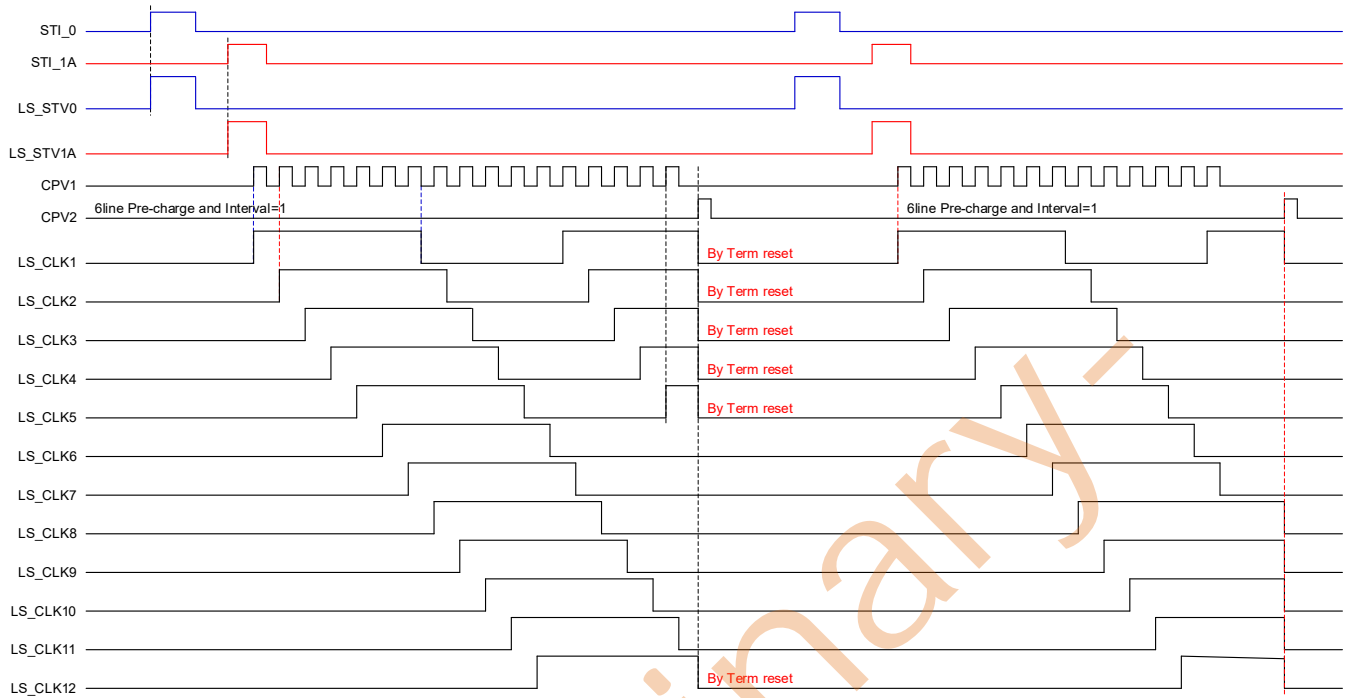 STI_0
STI_1A
LS_STV0
LS_STV1A
CPV1
CPV2
6line Pre-charge and Interval=1
6line Pre-charge and Interval=1
LS_CLK1
By Term reset
LS_CLK2
By Term reset
LS_CLK3
By Term reset
LS_CLK4
By Term reset
LS_CLK5
By Term reset
LS_CLK6
LS_CLK7
LS_CLK8
LS_CLK9
LS_CLK10
LS_CLK11
LS_CLK12
By Term reset
inary-